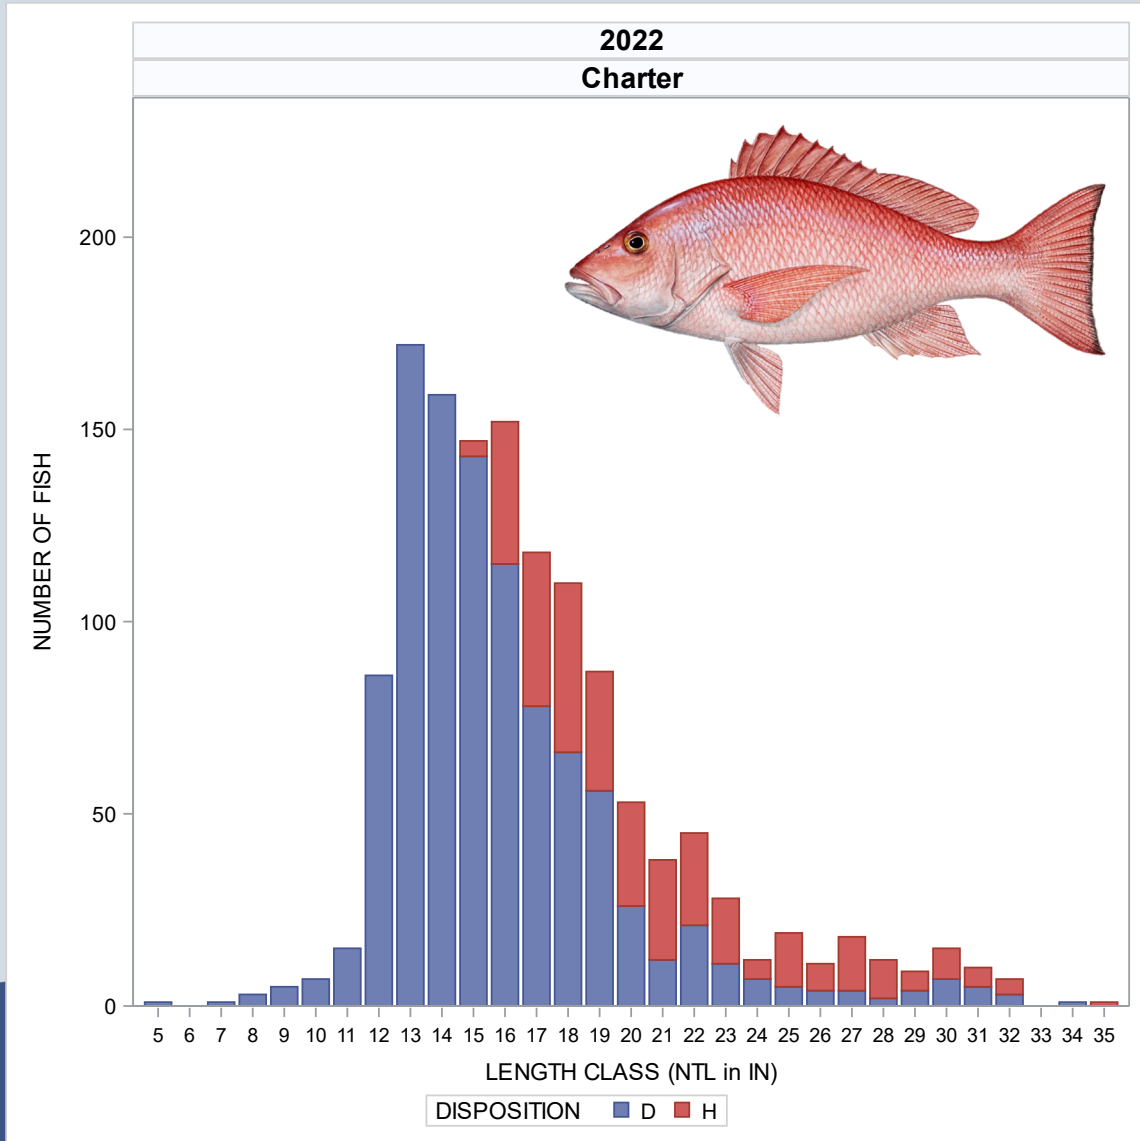 2022
Charter
200
150
100
50
0
NUMBER OF FISH
5 6 7 8 9 10 11 12 13 14 15 16 17 18 19 20 21 22 23 24 25 26 27 28 29 30 31 32 33 34 35
LENGTH CLASS (NTL in IN)
DISPOSITION D H